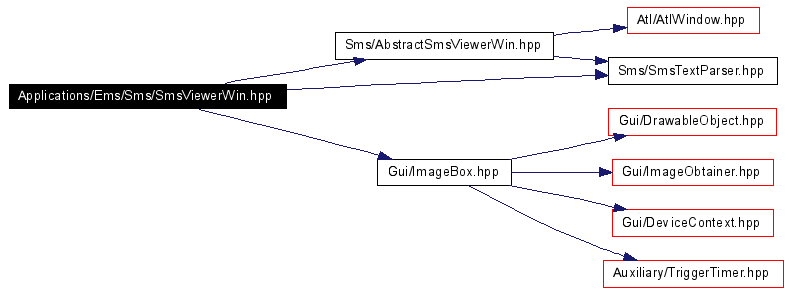 Atl/AtlWindow.hpp
Sms/AbstractSmsViewerWin.hpp
Sms/SmsTextParser.hpp
Applications/Ems/Sms/SmsViewerWin.hpp
Gui/DrawableObject.hpp
Gui/ImageBox.hpp
Gui/ImageObtainer.hpp
Gui/DeviceContext.hpp
Auxiliary/TriggerTimer.hpp